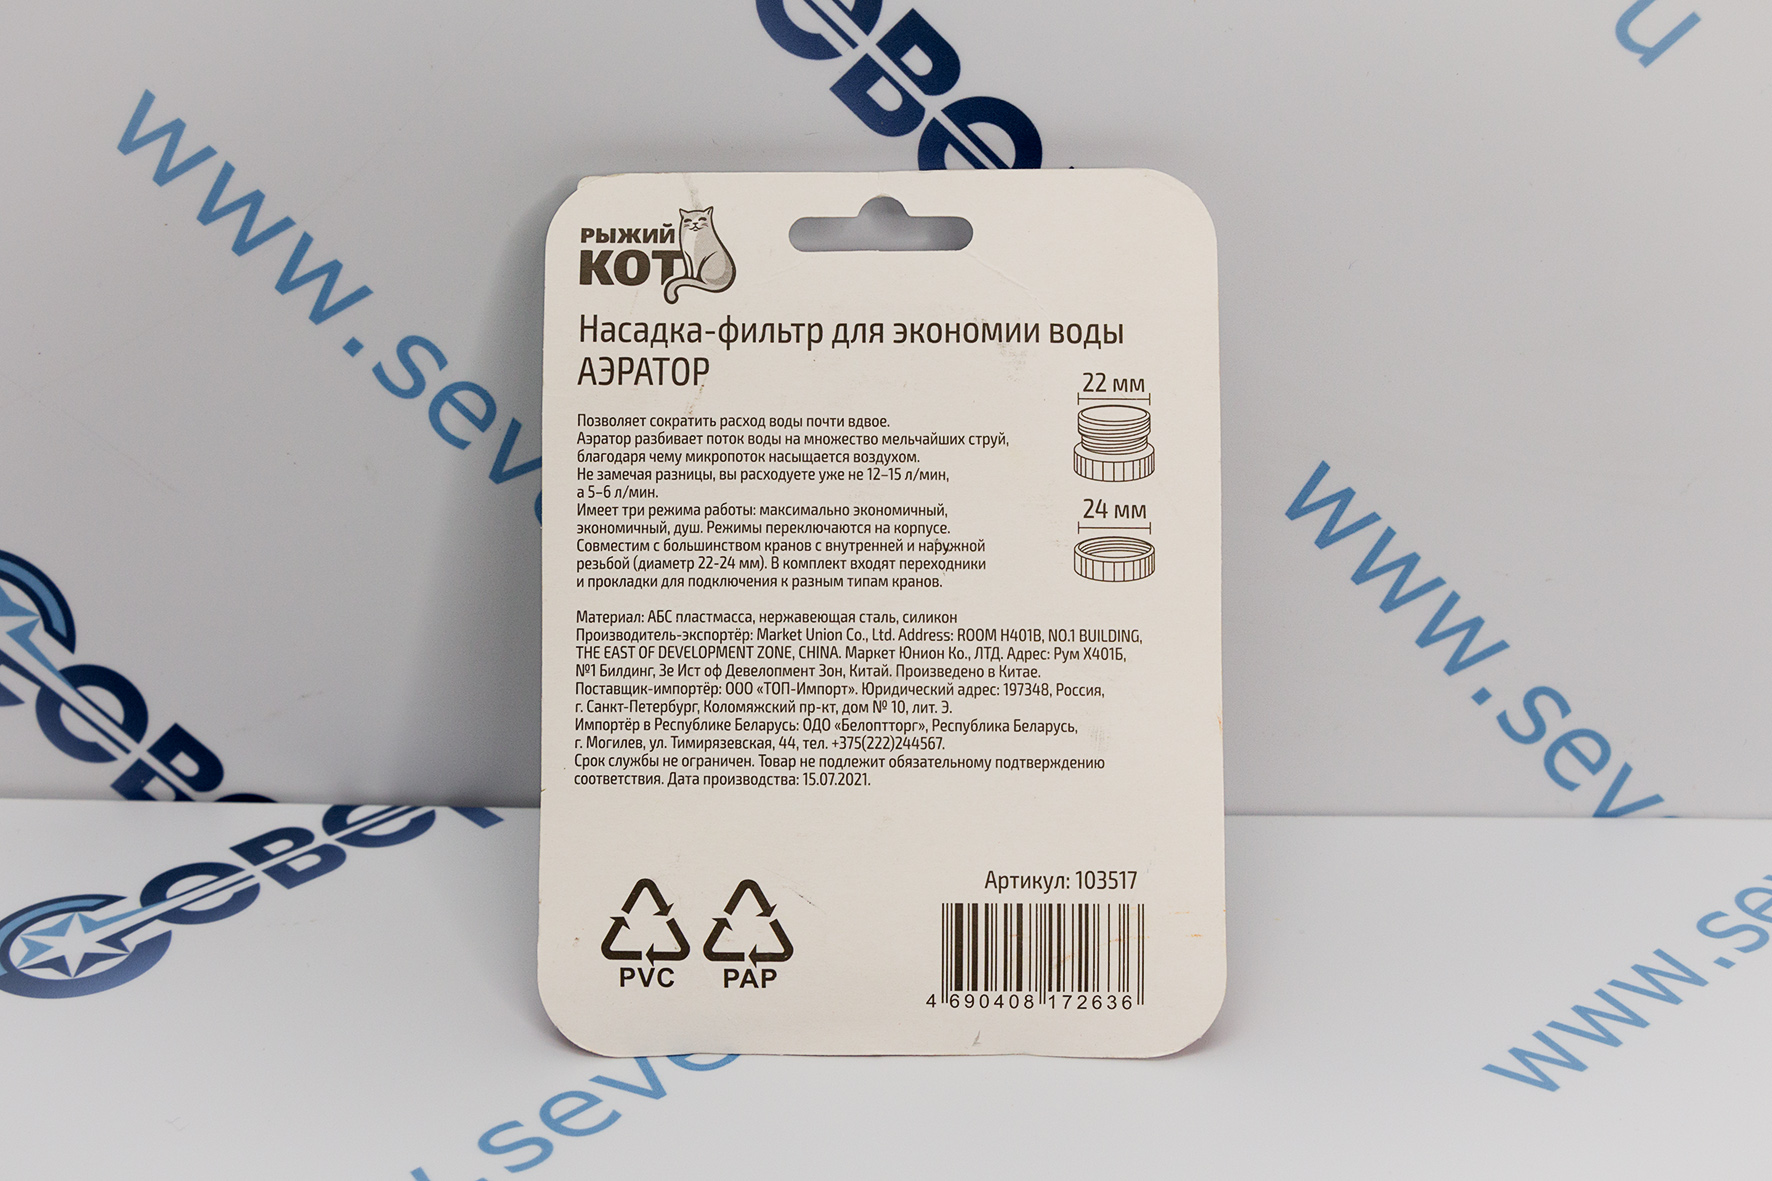 РЫЖИЙ
КОТ
Насадка-фильтр для экономии воды
АЭРАТОР
22 мм
24 мм
Позволяет сократить расход воды почти вдвое.
Аэратор разбивает поток воды на множество мельчайших струй,
благодаря чему микропоток насыщается воздухом.
Не замечая разницы, вы расходуете уже не 12–15 л/мин,
а 5–6 л/мин.
Имеет три режима работы: максимально экономичный,
экономичный, душ. Режимы переключаются на корпусе.
Совместим с большинством кранов с внутренней и наружной
резьбой (диаметр 22-24 мм). В комплект входят переходники
и прокладки для подключения к разным типам кранов.
Материал: АБС пластмасса, нержавеющая сталь, силикон
Производитель-экспортёр: Market Union Co., Ltd. Address: ROOM H401B, NO.1 BUILDING,
THE EAST OF DEVELOPMENT ZONE, CHINA. Маркет Юнион Ко., ЛТД. Адрес: Рум Х401Б,
№1 Билдинг, Зе Ист оф Девелопмент Зон, Китай. Произведено в Китае.
Поставщик-импортёр: ООО «ТОП-Импорт». Юридический адрес: 197348, Россия,
г. Санкт-Петербург, Коломяжский пр-кт, дом № 10, лит. Э.
Импортёр в Республике Беларусь: ОДО «Белоптторг», Республика Беларусь,
г. Могилев, ул. Тимирязевская, 44, тел. +375(222)244567.
Срок службы не ограничен. Товар не подлежит обязательному подтверждению
соответствия. Дата производства: 15.07.2021.
Артикул: 103517
PVC
PAP
4 690408 172636
www.seve
www.sever
www.sev
.seve